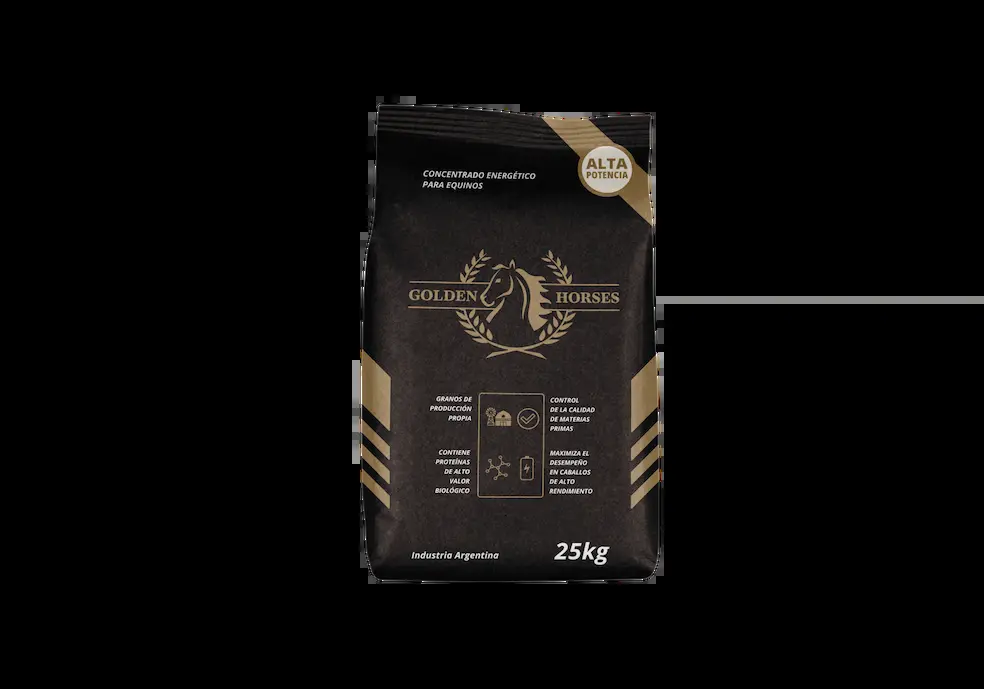 ALTA
POTENCIA
CONCENTRADO ENERGÉTICO
PARA EQUINOS
GOLDEN HORSES
GRANOS DE
PRODUCCIÓN
PROPIA
CONTROL
DE LA CALIDAD
DE MATERIAS
PRIMAS
CONTIENE
PROTEÍNAS
DE ALTO
VALOR
BIOLÓGICO
MAXIMIZA EL
DESEMPEÑO
EN CABALLOS
DE ALTO
RENDIMIENTO
Industria Argentina
25kg